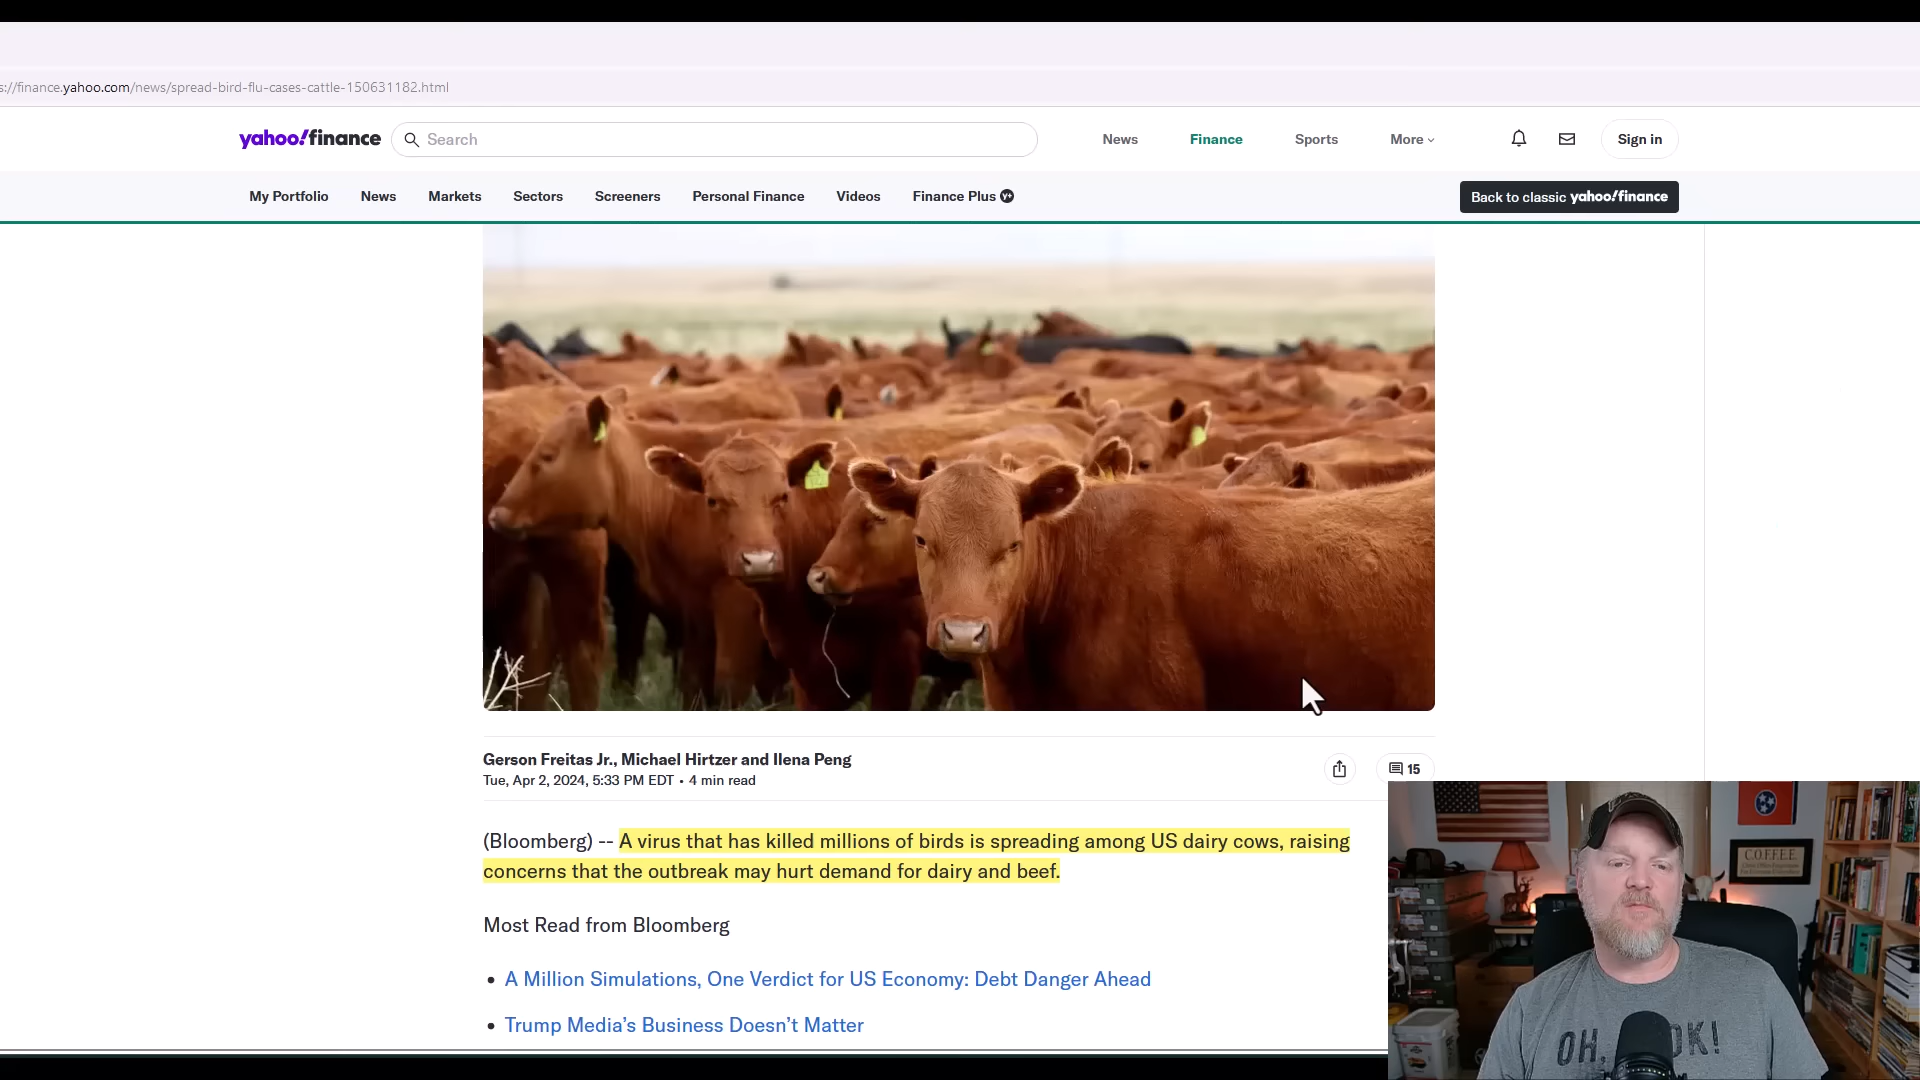 s://finance.yahoo.com/news/spread-bird-flu-cases-cattle-150631182.html
yahoo!finance
Search
News
Finance
Sports
More
Sign in
My Portfolio
News
Markets
Sectors
Screeners
Personal Finance
Videos
Finance Plus
Back to classic yahoo!finance
Gerson Freitas Jr., Michael Hirtzer and Ilena Peng
Tue, Apr 2, 2024, 5:33 PM EDT • 4 min read
15
(Bloomberg) -- A virus that has killed millions of birds is spreading among US dairy cows, raising
concerns that the outbreak may hurt demand for dairy and beef.
Most Read from Bloomberg
• A Million Simulations, One Verdict for US Economy: Debt Danger Ahead
• Trump Media’s Business Doesn’t Matter
C.O.F.F.E.E.
OH,
OK!